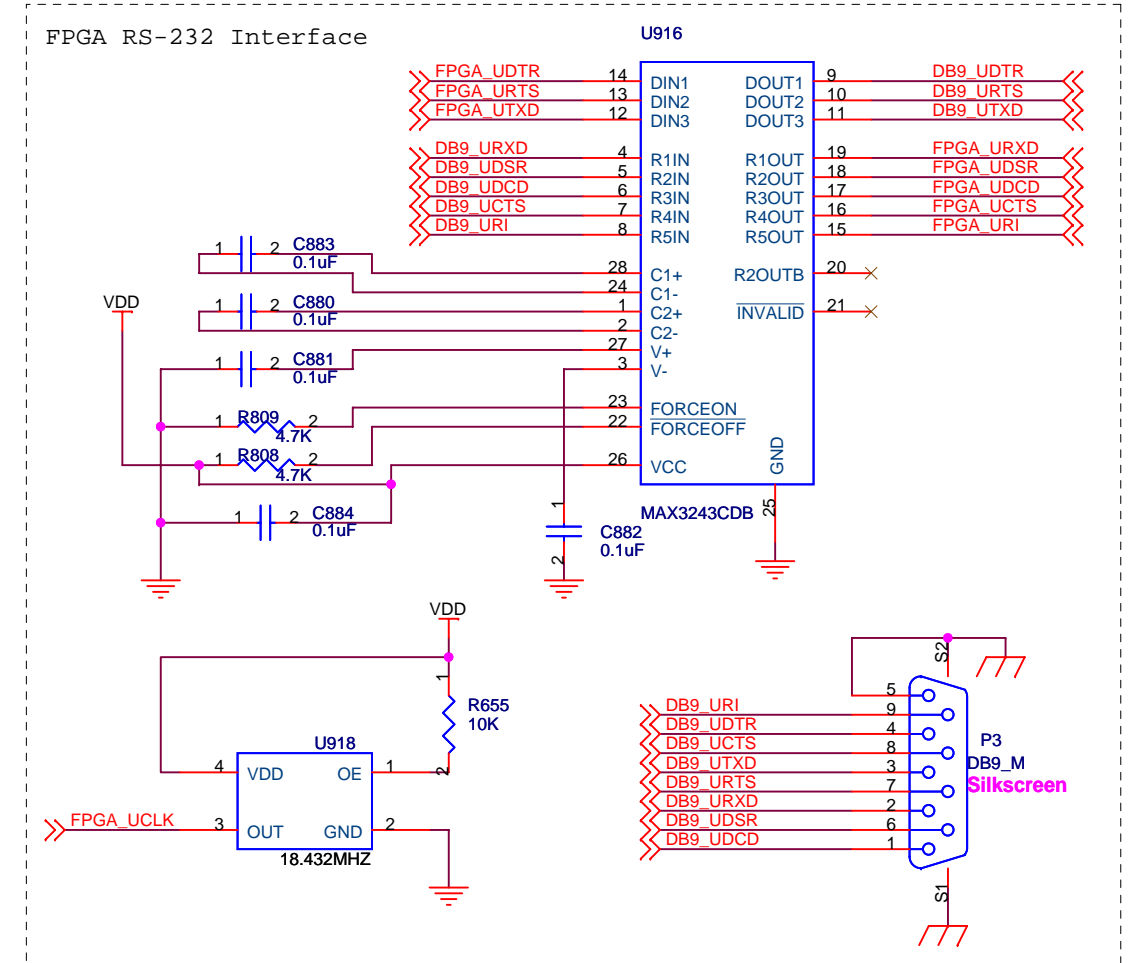 FPGA RS-232 Interface
U916
FPGA_UDTR 14 DIN1 DOUT1 9 DB9_UDTR
FPGA_URTS 13 DIN2 DOUT2 10 DB9_URTS
FPGA_UTXD 12 DIN3 DOUT3 11 DB9_UTXD
DB9_URXD 4 R1IN R1OUT 19 FPGA_URXD
DB9_UDSR 5 R2IN R2OUT 18 FPGA_UDSR
DB9_UDCD 6 R3IN R3OUT 17 FPGA_UDCD
DB9_UCTS 7 R4IN R4OUT 16 FPGA_UCTS
DB9_URI 8 R5IN R5OUT 15 FPGA_URI
1 2 C883
0.1uF
28 C1+ R2OUTB 20
24 C1-
VDD
1 2 C880
0.1uF
1 C2+ INVALID 21
2 C2-
1 2 C881
0.1uF
27 V+
3 V-
R809
1 2
4.7K
23 FORCEON
22 FORCEOFF
R808
1 2
4.7K
26 VCC
GND
25
1 2 C884
0.1uF
MAX3243CDB
1
C882
0.1uF
2
VDD
1
R655
10K
2
U918
4 VDD OE 1
FPGA_UCLK 3 OUT GND 2
18.432MHZ
S2
5
DB9_URI 9
DB9_UDTR 4
DB9_UCTS 8
DB9_UTXD 3
DB9_URTS 7
DB9_URXD 2
DB9_UDSR 6
DB9_UDCD 1
P3
DB9_M
Silkscreen
S1